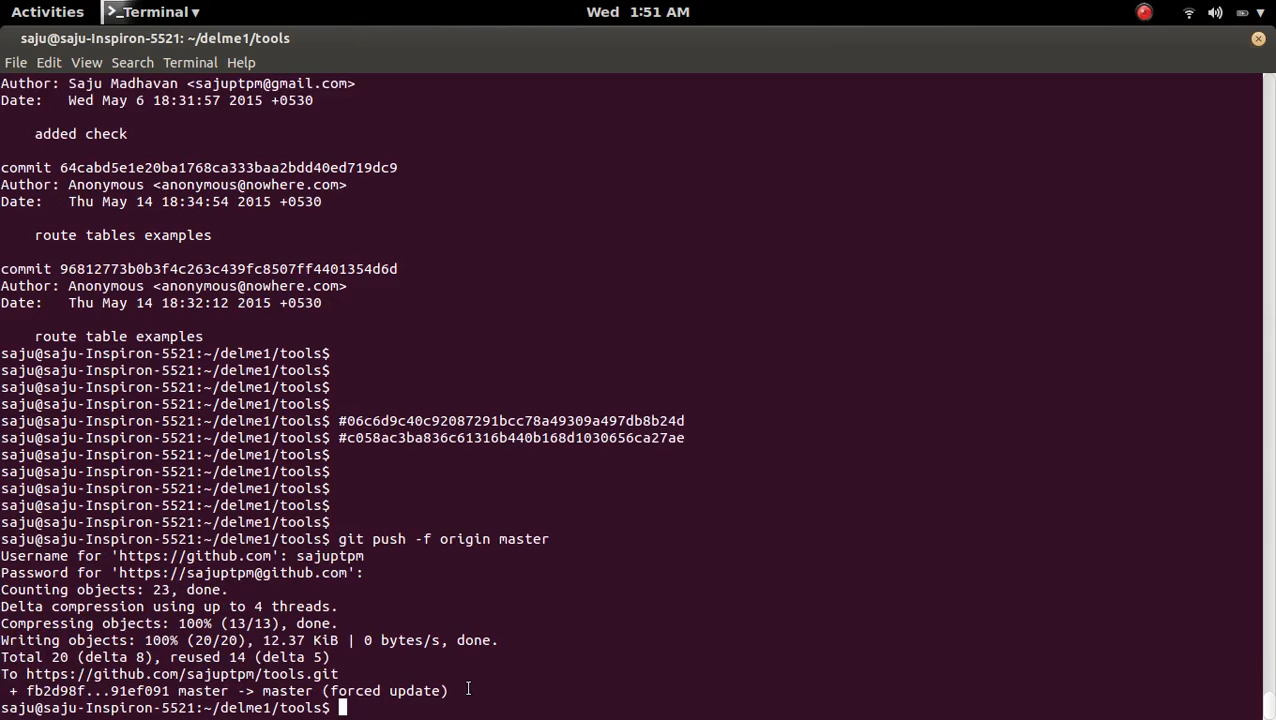 Activities
Terminal
Wed 1:51 AM
saju@saju-Inspiron-5521: ~/delme1/tools
File Edit View Search Terminal Help
Author: Saju Madhavan <sajuptpm@gmail.com>
Date:   Wed May 6 18:31:57 2015 +0530
    added check
commit 64cabd5e1e20ba1768ca333baa2bdd40ed719dc9
Author: Anonymous <anonymous@nowhere.com>
Date:   Thu May 14 18:34:54 2015 +0530
    route tables examples
commit 96812773b0b3f4c263c439fc8507ff4401354d6d
Author: Anonymous <anonymous@nowhere.com>
Date:   Thu May 14 18:32:12 2015 +0530
    route table examples
saju@saju-Inspiron-5521:~/delme1/tools$
saju@saju-Inspiron-5521:~/delme1/tools$
saju@saju-Inspiron-5521:~/delme1/tools$
saju@saju-Inspiron-5521:~/delme1/tools$
saju@saju-Inspiron-5521:~/delme1/tools$ #06c6d9c40c92087291bcc78a49309a497db8b24d
saju@saju-Inspiron-5521:~/delme1/tools$ #c058ac3ba836c61316b440b168d1030656ca27ae
saju@saju-Inspiron-5521:~/delme1/tools$
saju@saju-Inspiron-5521:~/delme1/tools$
saju@saju-Inspiron-5521:~/delme1/tools$
saju@saju-Inspiron-5521:~/delme1/tools$
saju@saju-Inspiron-5521:~/delme1/tools$
saju@saju-Inspiron-5521:~/delme1/tools$ git push -f origin master
Username for 'https://github.com': sajuptpm
Password for 'https://sajuptpm@github.com':
Counting objects: 23, done.
Delta compression using up to 4 threads.
Compressing objects: 100% (13/13), done.
Writing objects: 100% (20/20), 12.37 KiB | 0 bytes/s, done.
Total 20 (delta 8), reused 14 (delta 5)
To https://github.com/sajuptpm/tools.git
 + fb2d98f...91ef091 master -> master (forced update)
saju@saju-Inspiron-5521:~/delme1/tools$